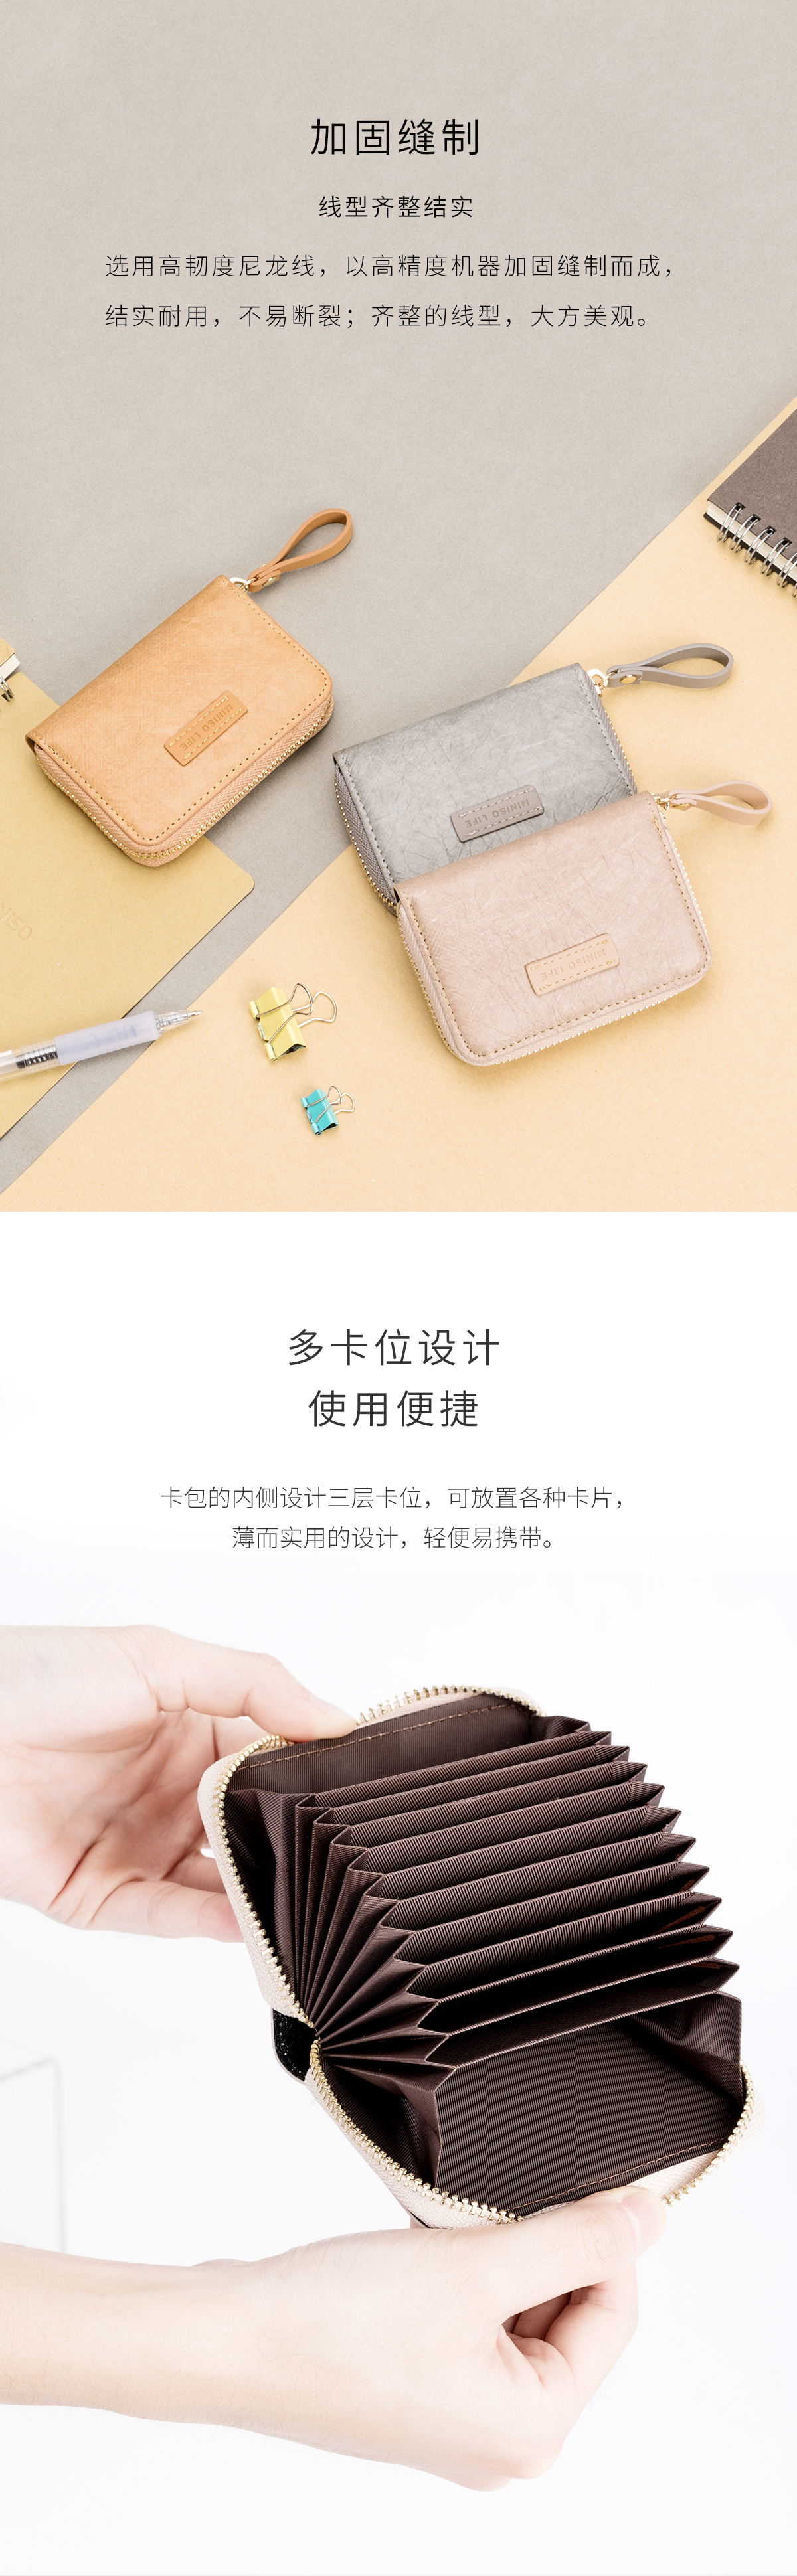 加固缝制
线型齐整结实
选用高韧度尼龙线，以高精度机器加固缝制而成，
结实耐用，不易断裂；齐整的线型，大方美观。
MINISO LIFE
MINISO LIFE
MINISO LIFE
多卡位设计
使用便捷
卡包的内侧设计三层卡位，可放置各种卡片，
薄而实用的设计，轻便易携带。